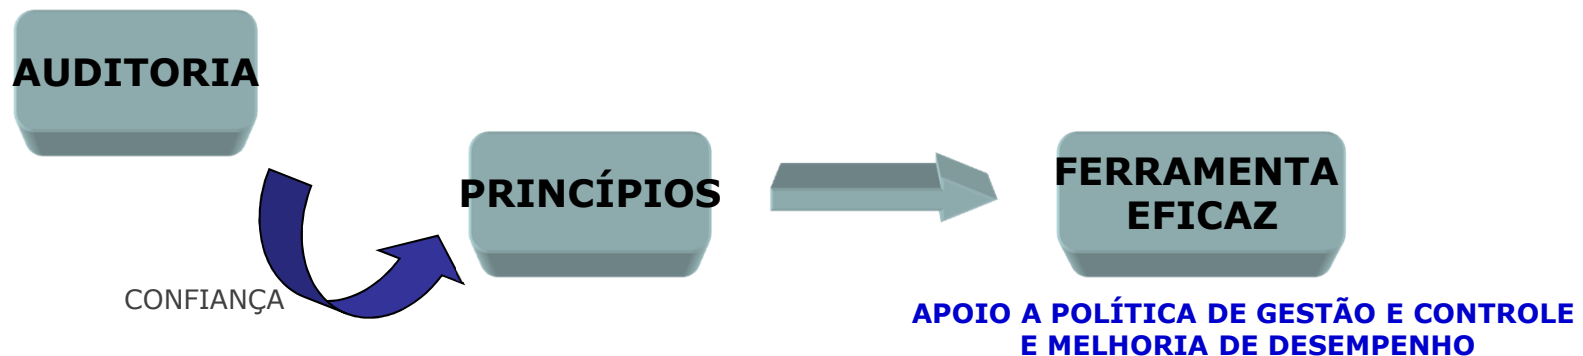 AUDITORIA
PRINCÍPIOS
FERRAMENTA
EFICAZ
CONFIANÇA
APOIO A POLÍTICA DE GESTÃO E CONTROLE
E MELHORIA DE DESEMPENHO